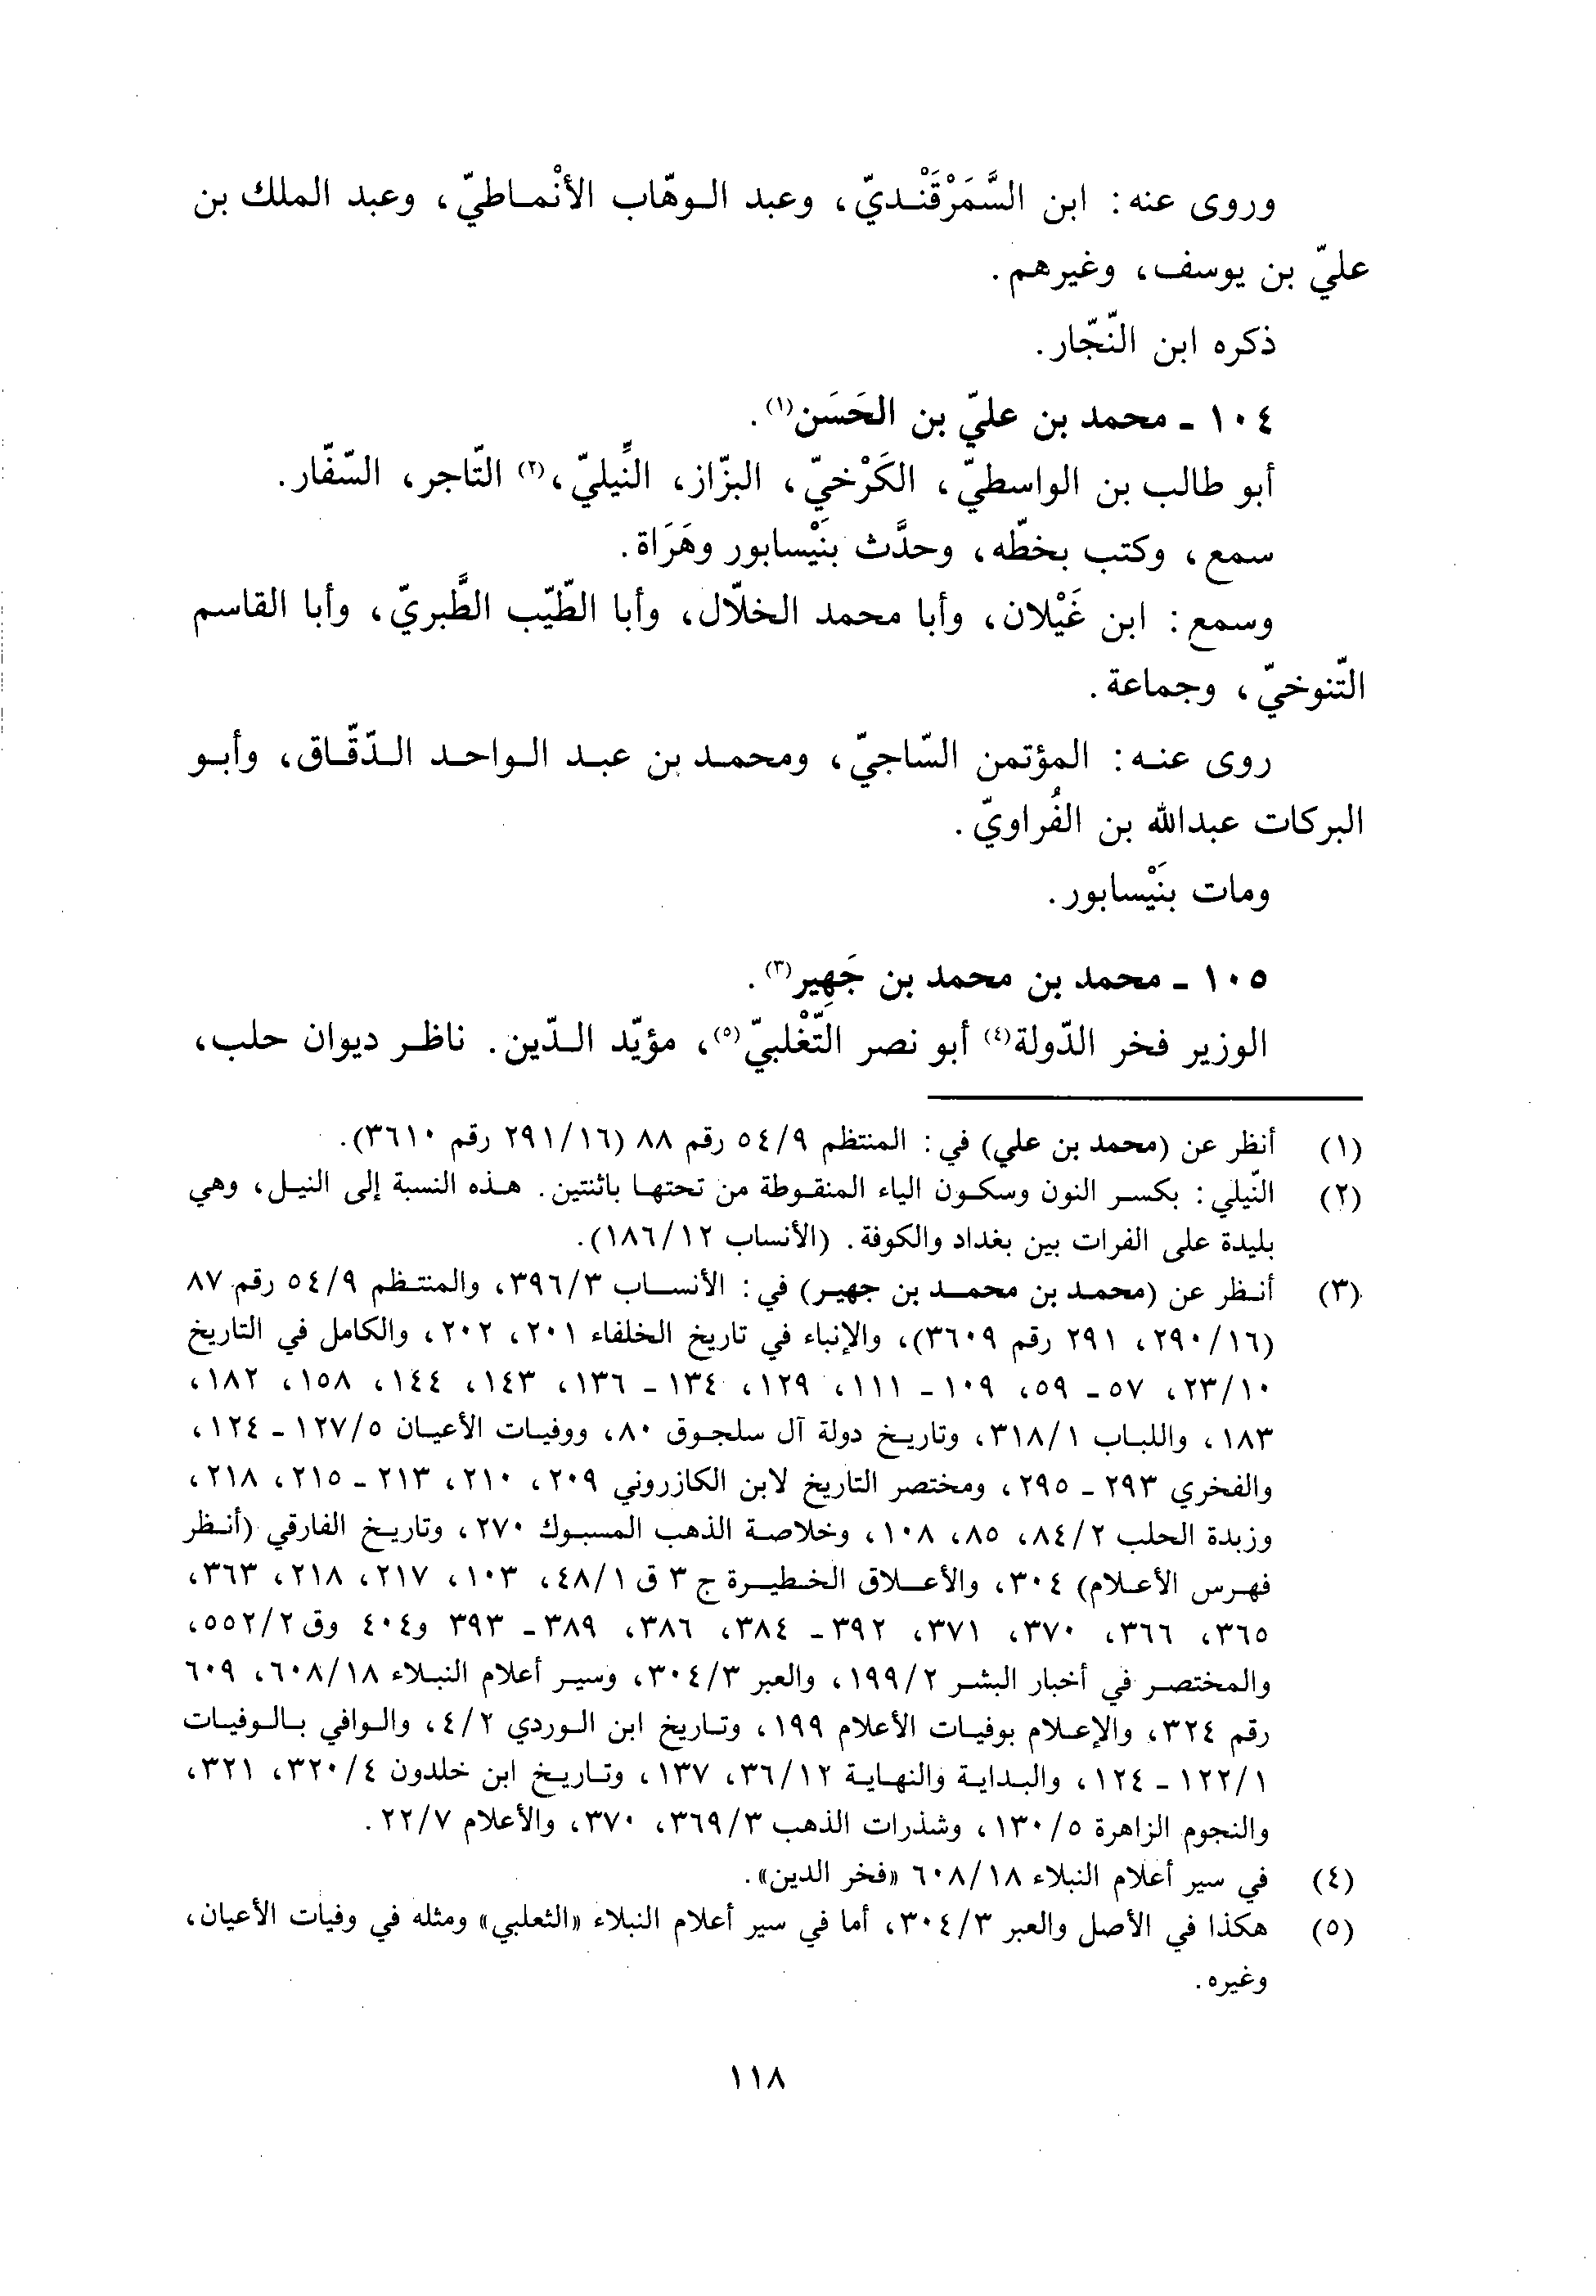 وروى عنه: ابن السَّمَرْقَنْديّ، وعبد الوهّاب الأنْماطيّ، وعبد الملك بن
عليّ بن يوسف، وغيرهم.
ذكره ابن النّجّار.
١٠٤ ـ محمد بن عليّ بن الحَسَن(١).
أبو طالب بن الواسطيّ، الكَرْخيّ، البزّاز، النِّيليّ،(٢) التّاجر، السّفّار.
سمع، وكتب بخطّه، وحدَّث بنَيْسابور وهَرَاة.
وسمع: ابن غَيْلان، وأبا محمد الخلّال، وأبا الطّيّب الطَّبريّ، وأبا القاسم
التّنوخيّ، وجماعة.
روى عنه: المؤتمن السّاجيّ، ومحمد بن عبد الواحد الدّقّاق، وأبو
البركات عبدالله بن الفُراويّ.
ومات بنَيْسابور.
١٠٥ ـ محمد بن محمد بن جَهِير(٣).
الوزير فخر الدّولة(٤) أبو نصر التّغْلبيّ(٥)، مؤيّد الدّين. ناظر ديوان حلب،
(١) أنظر عن (محمد بن علي) في: المنتظم ٥٤/٩ رقم ٨٨ (٢٩١/١٦ رقم ٣٦١٠).
(٢) النّيلي: بكسر النون وسكون الياء المنقوطة من تحتها باثنتين. هذه النسبة إلى النيل، وهي
بليدة على الفرات بين بغداد والكوفة. (الأنساب ١٨٦/١٢).
(٣) أنظر عن (محمد بن محمد بن جهير) في: الأنساب ٣٩٦/٣، والمنتظم ٥٤/٩ رقم ٨٧
(٢٩٠/١٦، ٢٩١ رقم ٣٦٠٩)، والإنباء في تاريخ الخلفاء ٢٠١، ٢٠٢، والكامل في التاريخ
٢٣/١٠، ٥٧ ـ ٥٩، ١٠٩ ـ ١١١، ١٢٩، ١٣٤ ـ ١٣٦، ١٤٣، ١٤٤، ١٥٨، ١٨٢،
١٨٣، واللباب ٣١٨/١، وتاريخ دولة آل سلجوق ٨٠، ووفيات الأعيان ١٢٧/٥ ـ ١٢٤،
والفخري ٢٩٣ ـ ٢٩٥، ومختصر التاريخ لابن الكازروني ٢٠٩، ٢١٠، ٢١٣ ـ ٢١٥، ٢١٨،
وزبدة الحلب ٨٤/٢، ٨٥، ١٠٨، وخلاصة الذهب المسبوك ٢٧٠، وتاريخ الفارقي (أنظر
فهرس الأعلام) ٣٠٤، والأعلاق الخطيرة ج ٣ ق ٤٨/١، ١٠٣، ٢١٧، ٢١٨، ٣٦٣،
٣٦٥، ٣٦٦، ٣٧٠، ٣٧١، ٣٩٢ ـ ٣٨٤، ٣٨٦، ٣٨٩ ـ ٣٩٣ و٤٠٤ وق ٥٥٢/٢،
والمختصر في أخبار البشر ١٩٩/٢، والعبر ٣٠٤/٣، وسير أعلام النبلاء ٦٠٨/١٨، ٦٠٩
رقم ٣٢٤، والإعلام بوفيات الأعلام ١٩٩، وتاريخ ابن الوردي ٤/٢، والوافي بالوفيات
١٢٢/١ ـ ١٢٤، والبداية والنهاية ٣٦/١٢، ١٣٧، وتاريخ ابن خلدون ٣٢٠/٤، ٣٢١،
والنجوم الزاهرة ١٣٠/٥، وشذرات الذهب ٣٦٩/٣، ٣٧٠، والأعلام ٢٢/٧.
(٤) في سير أعلام النبلاء ٦٠٨/١٨ «فخر الدين».
(٥) هكذا في الأصل والعبر ٣٠٤/٣، أما في سير أعلام النبلاء «الثعلبي» ومثله في وفيات الأعيان،
وغيره.
١١٨